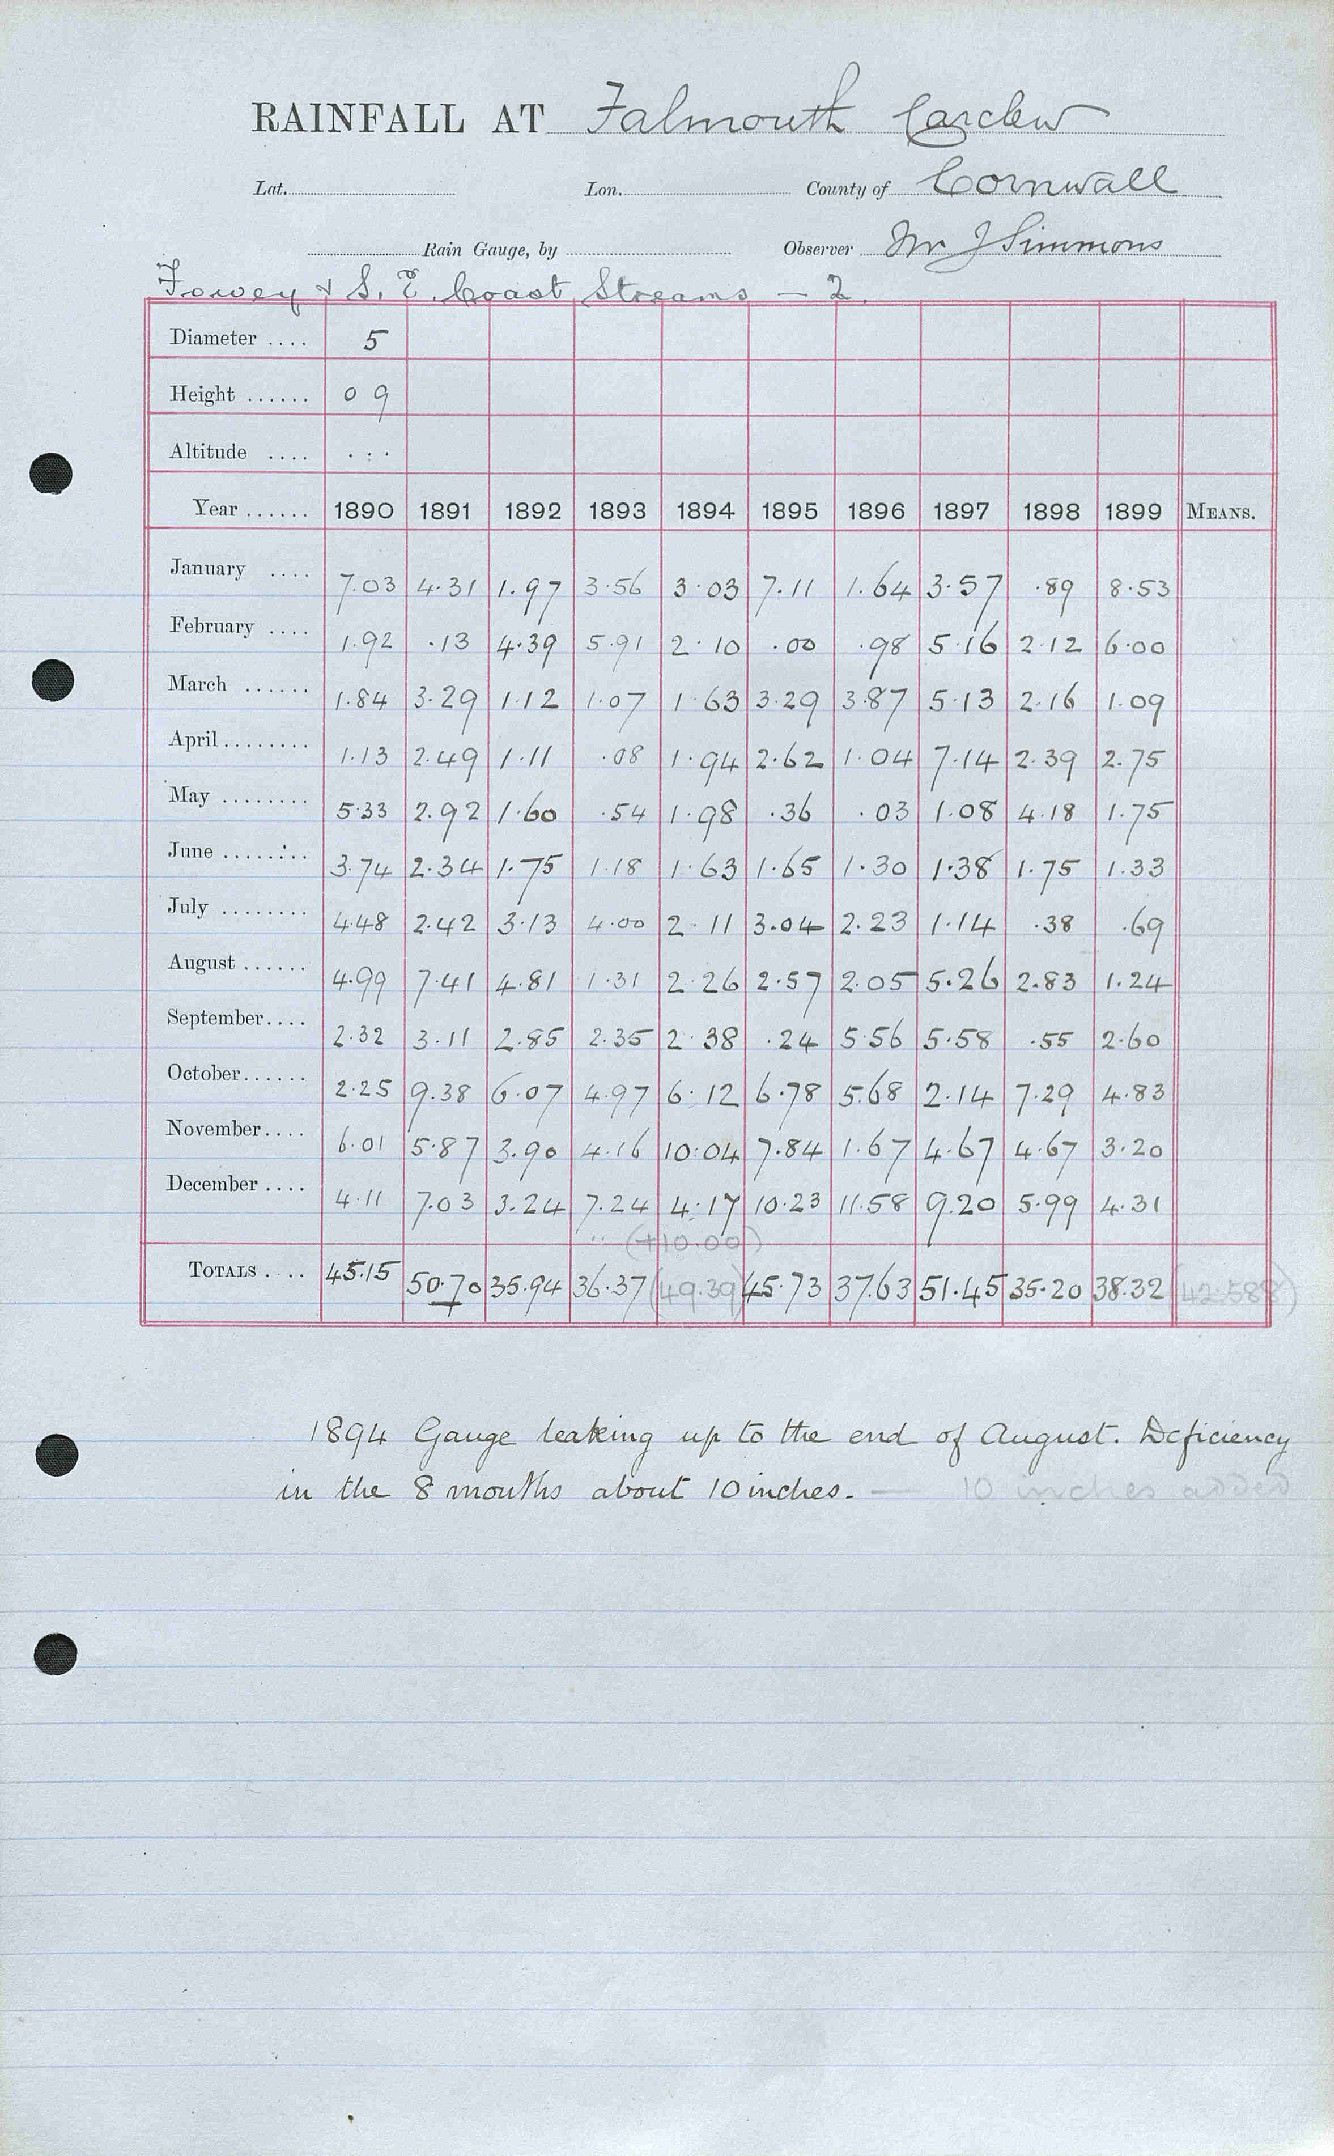 RAINFALL AT Falmouth Carclew
Lat. Lon. County of Cornwall
Rain Gauge, by Observer Mr J Simmons
Fowey & S. E. Coast Streams — 2.
Diameter .... 5
Height ...... 0 9
Altitude .... ...
Year ...... 1890 1891 1892 1893 1894 1895 1896 1897 1898 1899 MEANS.
January .... 7.03 4.31 1.97 3.56 3.03 7.11 1.64 3.57 .89 8.53
February .... 1.92 .13 4.39 5.91 2.10 .00 .98 5.16 2.12 6.00
March ...... 1.84 3.29 1.12 1.07 1.63 3.29 3.87 5.13 2.16 1.09
April ........ 1.13 2.49 1.11 .08 1.94 2.62 1.04 7.14 2.39 2.75
May ........ 5.33 2.92 1.60 .54 1.98 .36 .03 1.08 4.18 1.75
June ........ 3.74 2.34 1.75 1.18 1.63 1.65 1.30 1.38 1.75 1.33
July ........ 4.48 2.42 3.13 4.00 2.11 3.04 2.23 1.14 .38 .69
August ...... 4.99 7.41 4.81 1.31 2.26 2.57 2.05 5.26 2.83 1.24
September .... 2.32 3.11 2.85 2.35 2.38 .24 5.56 5.58 .55 2.60
October ...... 2.25 9.38 6.07 4.97 6.12 6.78 5.68 2.14 7.29 4.83
November .... 6.01 5.87 3.90 4.16 10.04 7.84 1.67 4.67 4.67 3.20
December .... 4.11 7.03 3.24 7.24 4.17 10.23 11.58 9.20 5.99 4.31
(+10.00)
TOTALS .... 45.15 50.70 35.94 36.37 (49.39) 45.73 37.63 51.45 35.20 38.32 (42.588)
1894 Gauge leaking up to the end of August. Deficiency
in the 8 months about 10 inches. — 10 inches added